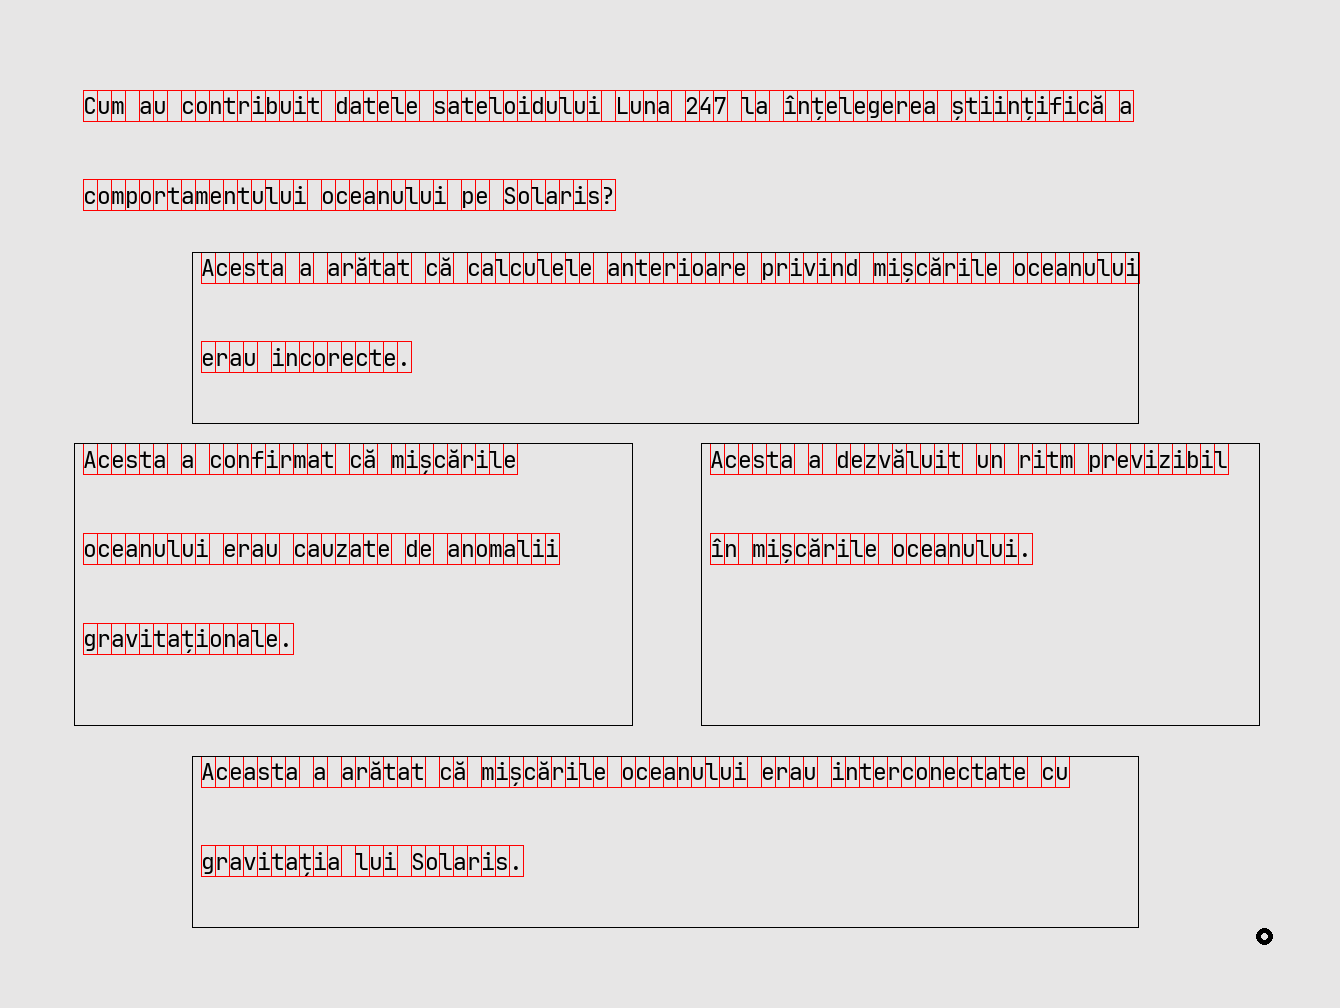 Cum au contribuit datele sateloidului Luna 247 la înțelegerea științifică a
comportamentului oceanului pe Solaris?
Acesta a arătat că calculele anterioare privind mișcările oceanului
erau incorecte.
Acesta a confirmat că mișcările
oceanului erau cauzate de anomalii
gravitaționale.
Acesta a dezvăluit un ritm previzibil
în mișcările oceanului.
Aceasta a arătat că mișcările oceanului erau interconectate cu
gravitația lui Solaris.